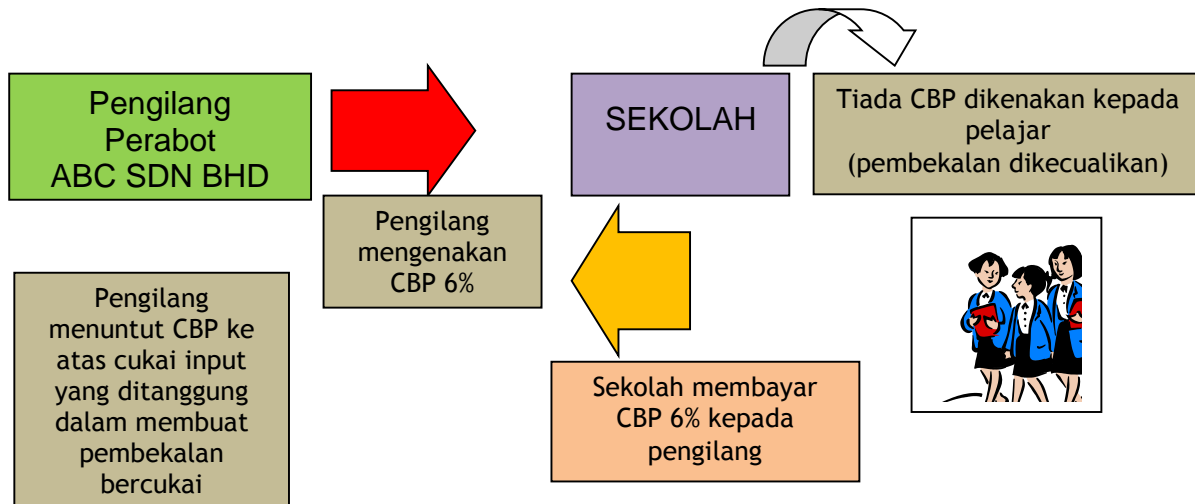 Pengilang
Perabot
ABC SDN BHD
SEKOLAH
Tiada CBP dikenakan kepada
pelajar
(pembekalan dikecualikan)
Pengilang
mengenakan
CBP 6%
Pengilang
menuntut CBP ke
atas cukai input
yang ditanggung
dalam membuat
pembekalan
bercukai
Sekolah membayar
CBP 6% kepada
pengilang